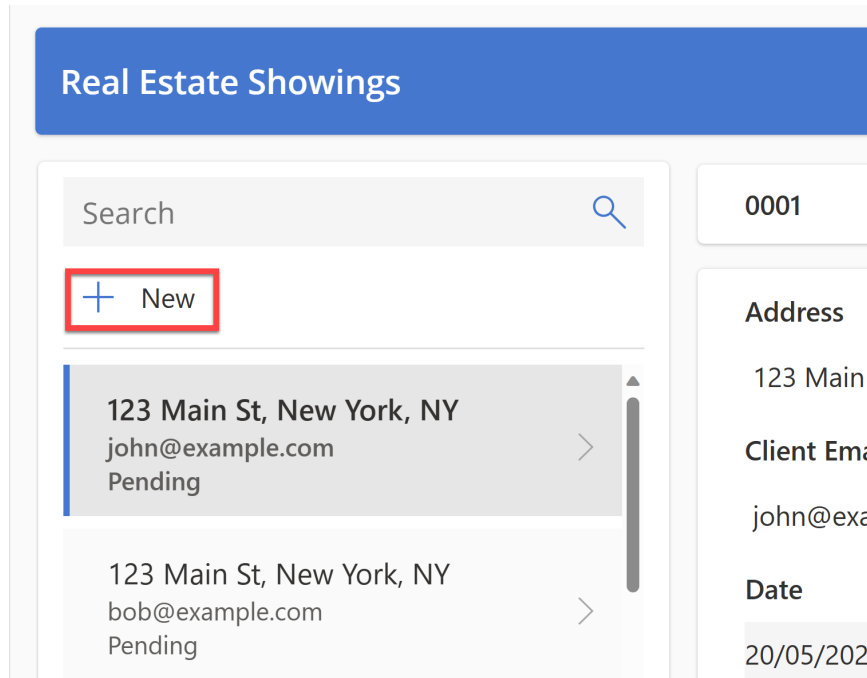 Real Estate Showings
Search
New
123 Main St, New York, NY
john@example.com
Pending
123 Main St, New York, NY
bob@example.com
Pending
0001
Address
123 Main
Client Ema
john@exa
Date
20/05/202